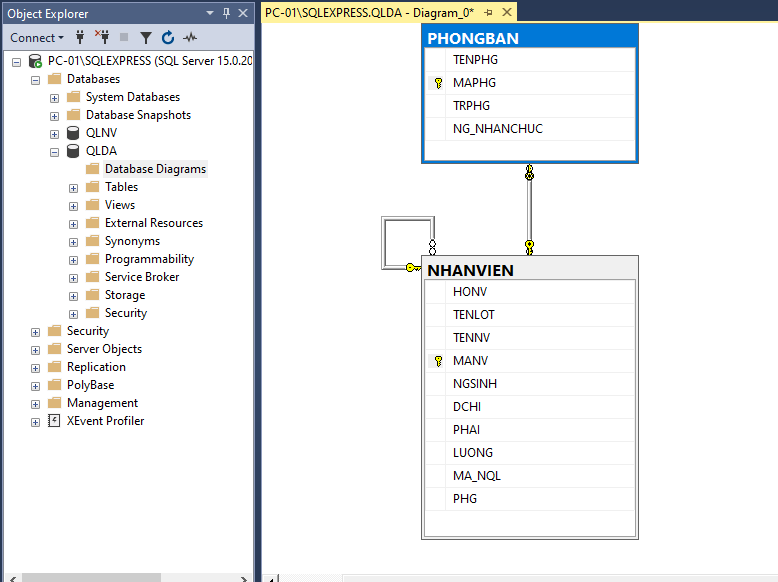 Object Explorer
Connect
PC-01\SQLEXPRESS (SQL Server 15.0.20
Databases
System Databases
Database Snapshots
QLNV
QLDA
Database Diagrams
Tables
Views
External Resources
Synonyms
Programmability
Service Broker
Storage
Security
Security
Server Objects
Replication
PolyBase
Management
XEvent Profiler
PC-01\SQLEXPRESS.QLDA - Diagram_0*
PHONGBAN
TENPHG
MAPHG
TRPHG
NG_NHANCHUC
NHANVIEN
HONV
TENLOT
TENNV
MANV
NGSINH
DCHI
PHAI
LUONG
MA_NQL
PHG